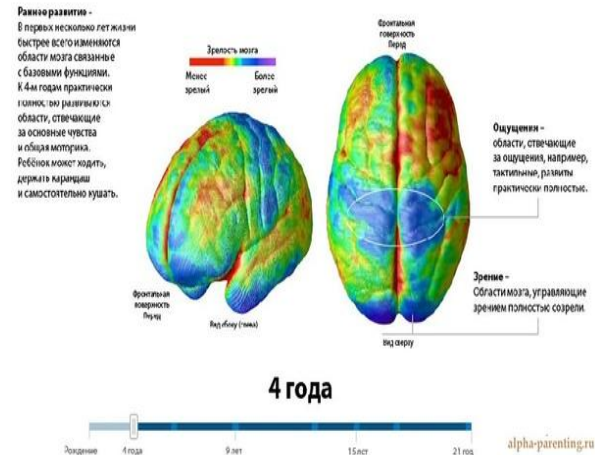 Раннее развитие –
В первых несколько лет жизни
быстрее всего изменяются
области мозга связанные
с базовыми функциями.
К 4-м годам практически
полностью развиваются
области, отвечающие
за основные чувства
и общая моторика.
Ребёнок может ходить,
держать карандаш
и самостоятельно кушать.
Зрелость мозга
Менее
зрелый
Более
зрелый
Фронтальная
поверхность
Перед
Ощущения –
области, отвечающие
за ощущения, например,
тактильные, развиты
практически полностью.
Зрение –
Области мозга, управляющие
зрением полностью созрели.
Фронтальная
поверхность
Перед
Вид сбоку (слева)
Вид сверху
4 года
Рождение
4 года
9 лет
15 лет
21 год
alpha-parenting.ru